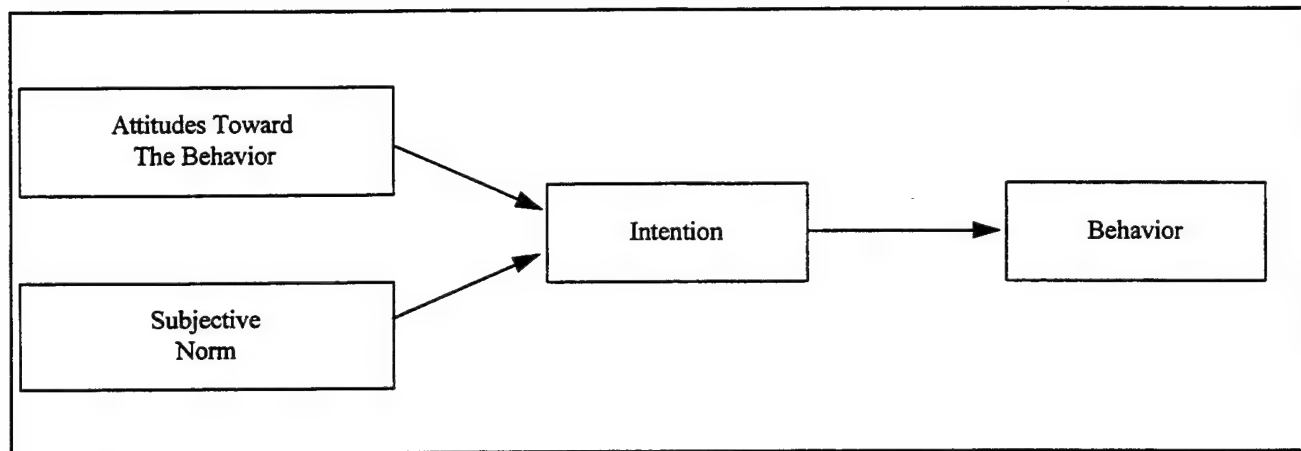 Attitudes Toward
The Behavior
Subjective
Norm
Intention
Behavior